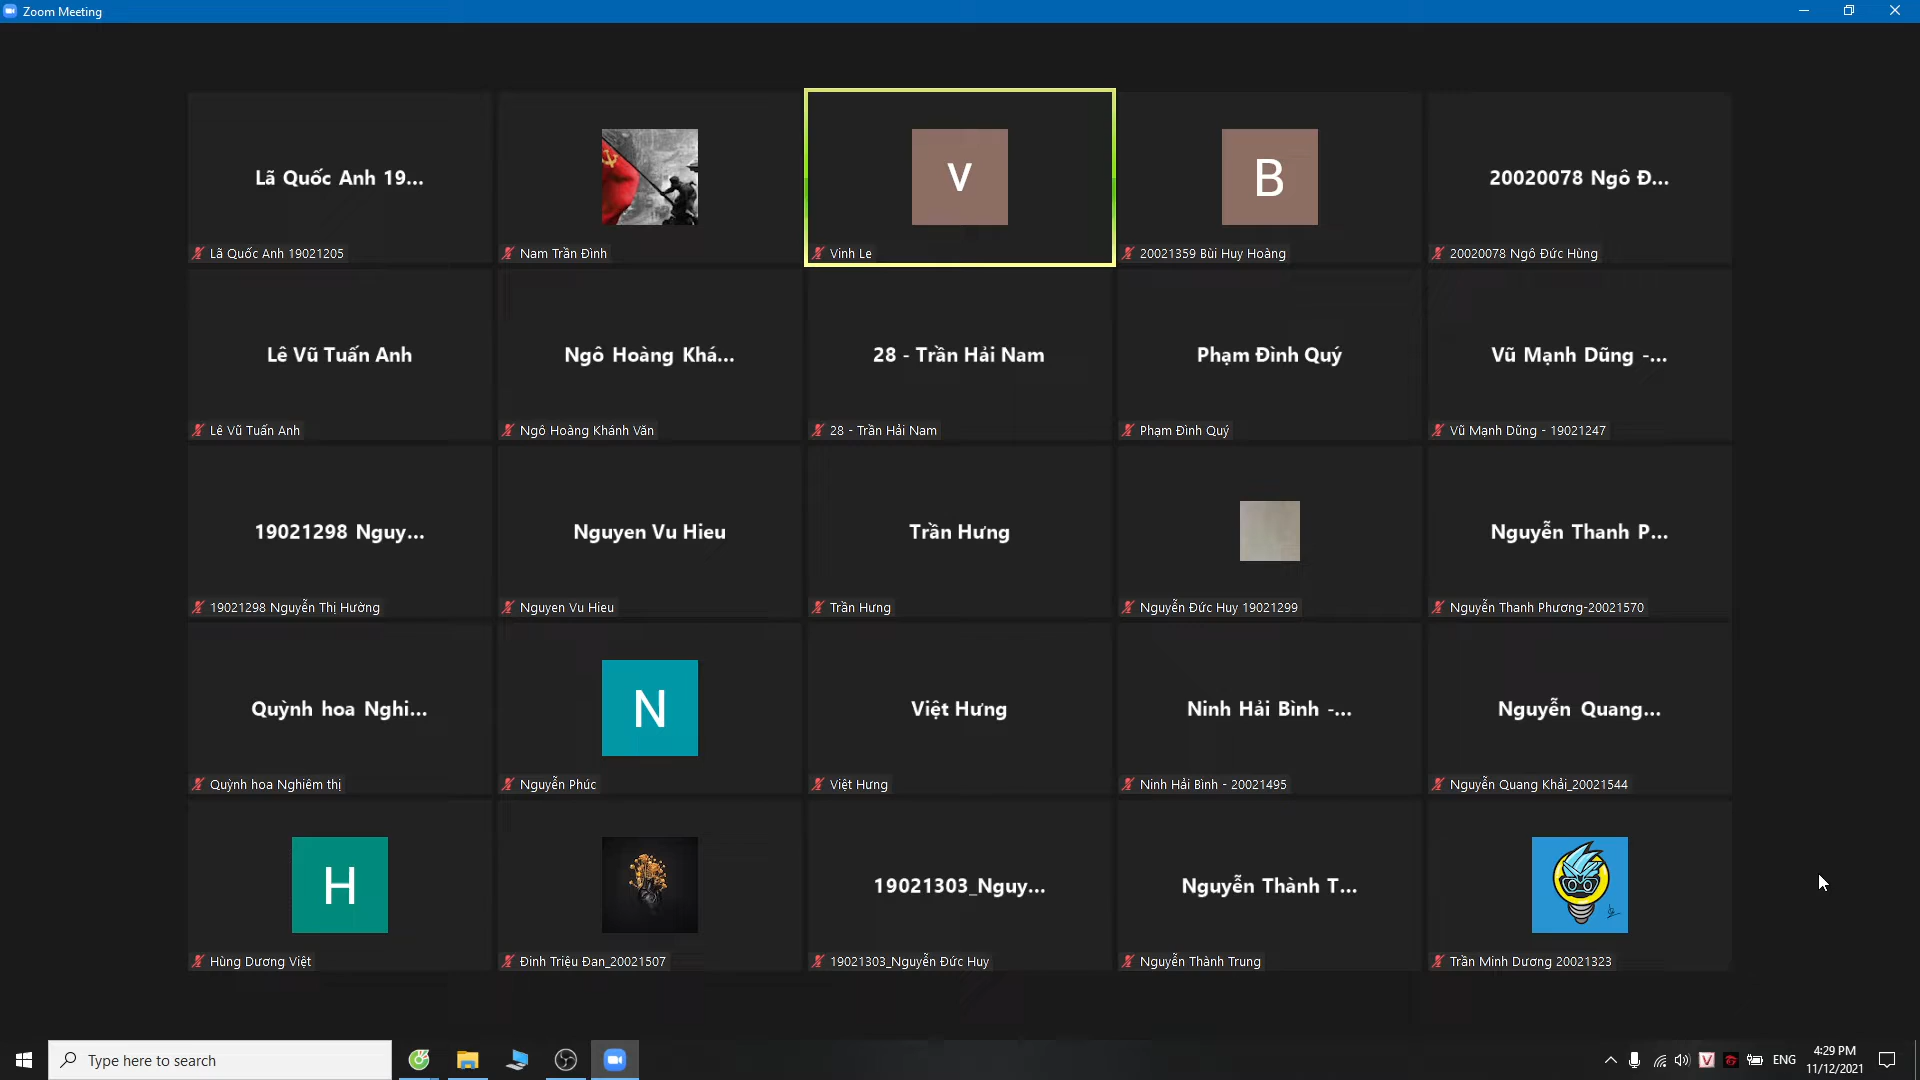 Zoom Meeting
Lã Quốc Anh 19...
Lã Quốc Anh 19021205
Nam Trần Đình
V
Vinh Le
B
20021359 Bùi Huy Hoàng
20020078 Ngô Đ...
20020078 Ngô Đức Hùng
Lê Vũ Tuấn Anh
Lê Vũ Tuấn Anh
Ngô Hoàng Khá...
Ngô Hoàng Khánh Văn
28 - Trần Hải Nam
28 - Trần Hải Nam
Phạm Đình Quý
Phạm Đình Quý
Vũ Mạnh Dũng -...
Vũ Mạnh Dũng - 19021247
19021298 Nguy...
19021298 Nguyễn Thị Hường
Nguyen Vu Hieu
Nguyen Vu Hieu
Trần Hưng
Trần Hưng
Nguyễn Đức Huy 19021299
Nguyễn Thanh P...
Nguyễn Thanh Phương-20021570
Quỳnh hoa Nghi...
Quỳnh hoa Nghiêm thị
N
Nguyễn Phúc
Việt Hưng
Việt Hưng
Ninh Hải Bình -...
Ninh Hải Bình - 20021495
Nguyễn Quang...
Nguyễn Quang Khải_20021544
H
Hùng Dương Việt
Đinh Triệu Đan_20021507
19021303_Nguy...
19021303_Nguyễn Đức Huy
Nguyễn Thành T...
Nguyễn Thành Trung
Trần Minh Dương 20021323
Type here to search
V
ENG
4:29 PM
11/12/2021